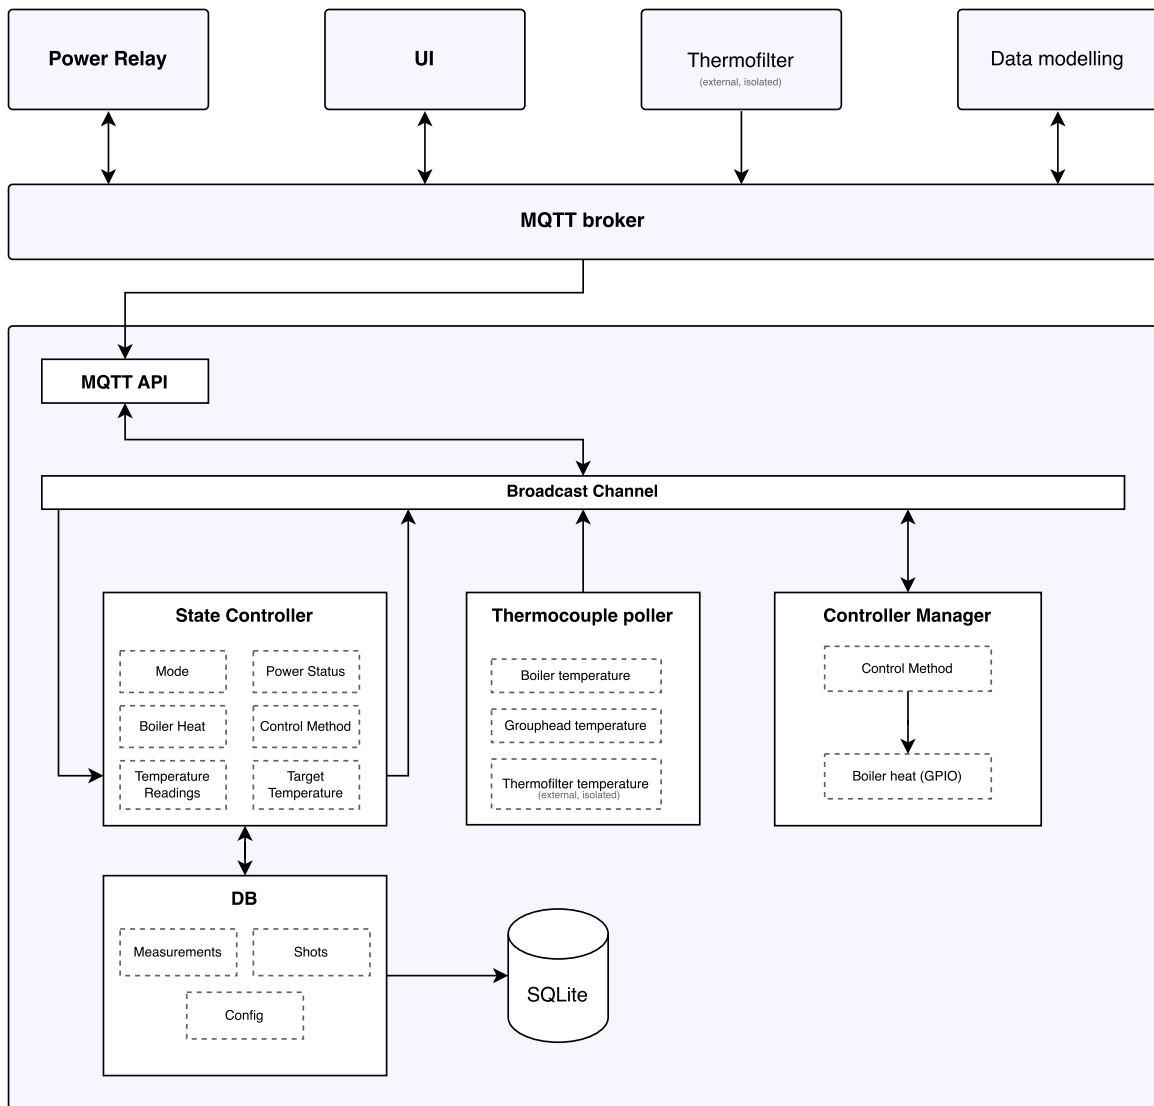 Power Relay
UI
Thermofilter
(external, isolated)
Data modelling
MQTT broker
MQTT API
Broadcast Channel
State Controller
Mode
Power Status
Boiler Heat
Control Method
Temperature
Readings
Target
Temperature
Thermocouple poller
Boiler temperature
Grouphead temperature
Thermofilter temperature
(external, isolated)
Controller Manager
Control Method
Boiler heat (GPIO)
DB
Measurements
Shots
Config
SQLite